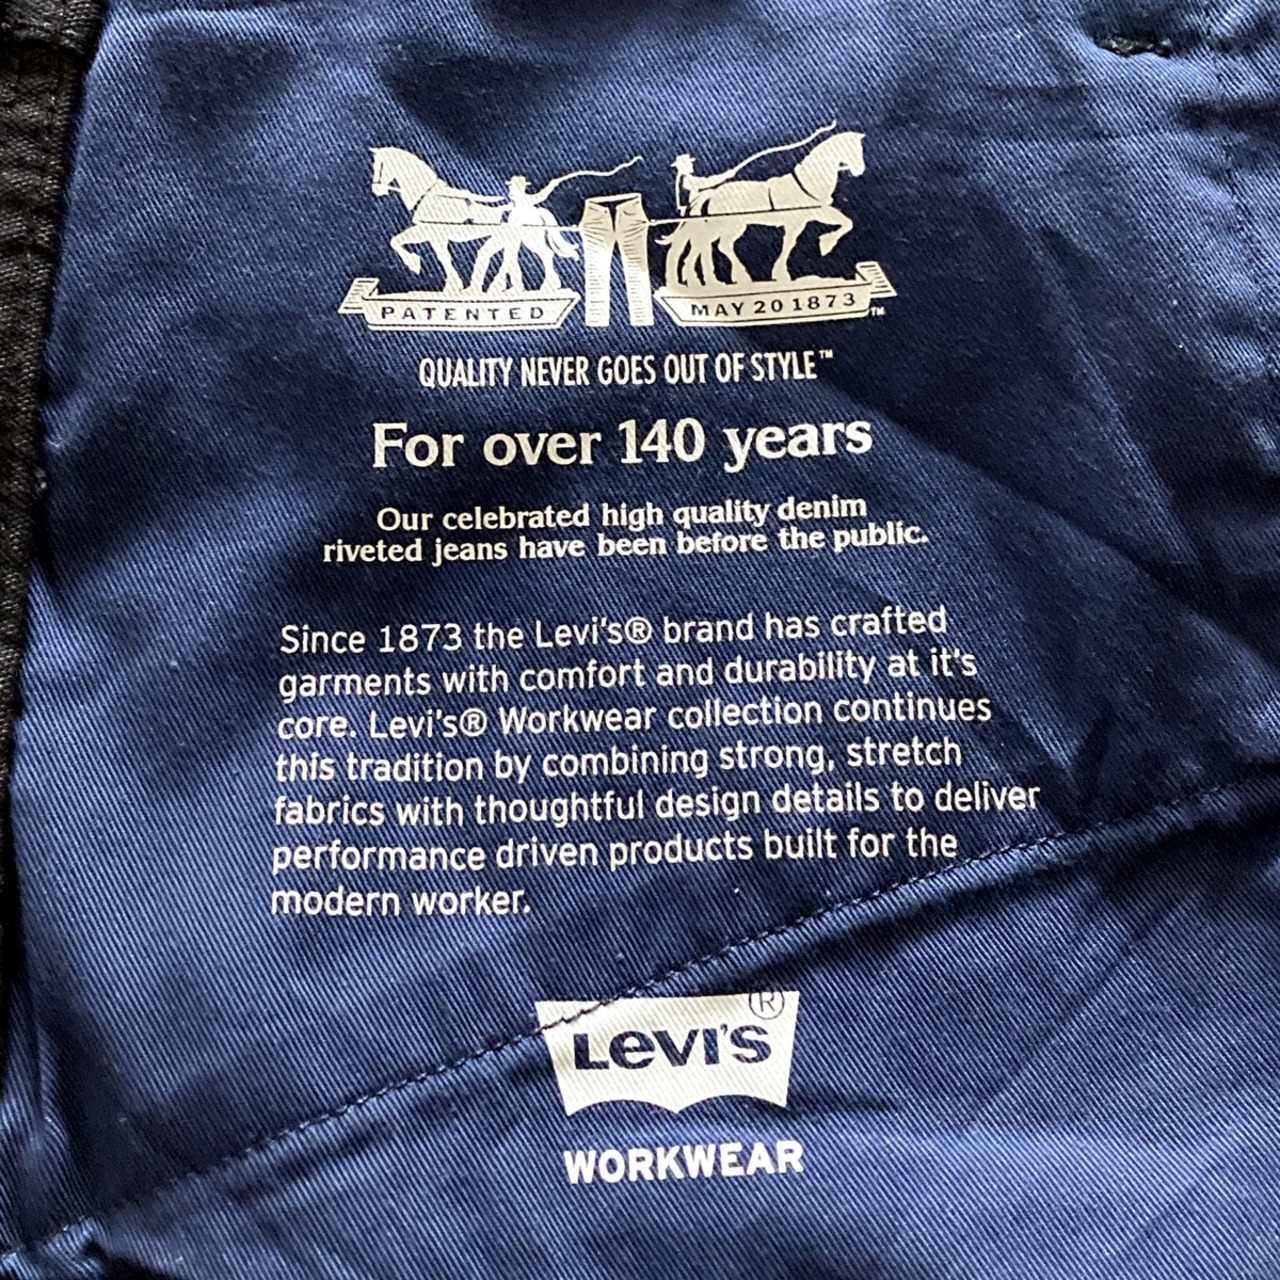 PATENTED MAY 20 1873 ™
QUALITY NEVER GOES OUT OF STYLE™
For over 140 years
Our celebrated high quality denim
riveted jeans have been before the public.
Since 1873 the Levi's® brand has crafted
garments with comfort and durability at it's
core. Levi's® Workwear collection continues
this tradition by combining strong, stretch
fabrics with thoughtful design details to deliver
performance driven products built for the
modern worker.
LEVI'S ®
WORKWEAR